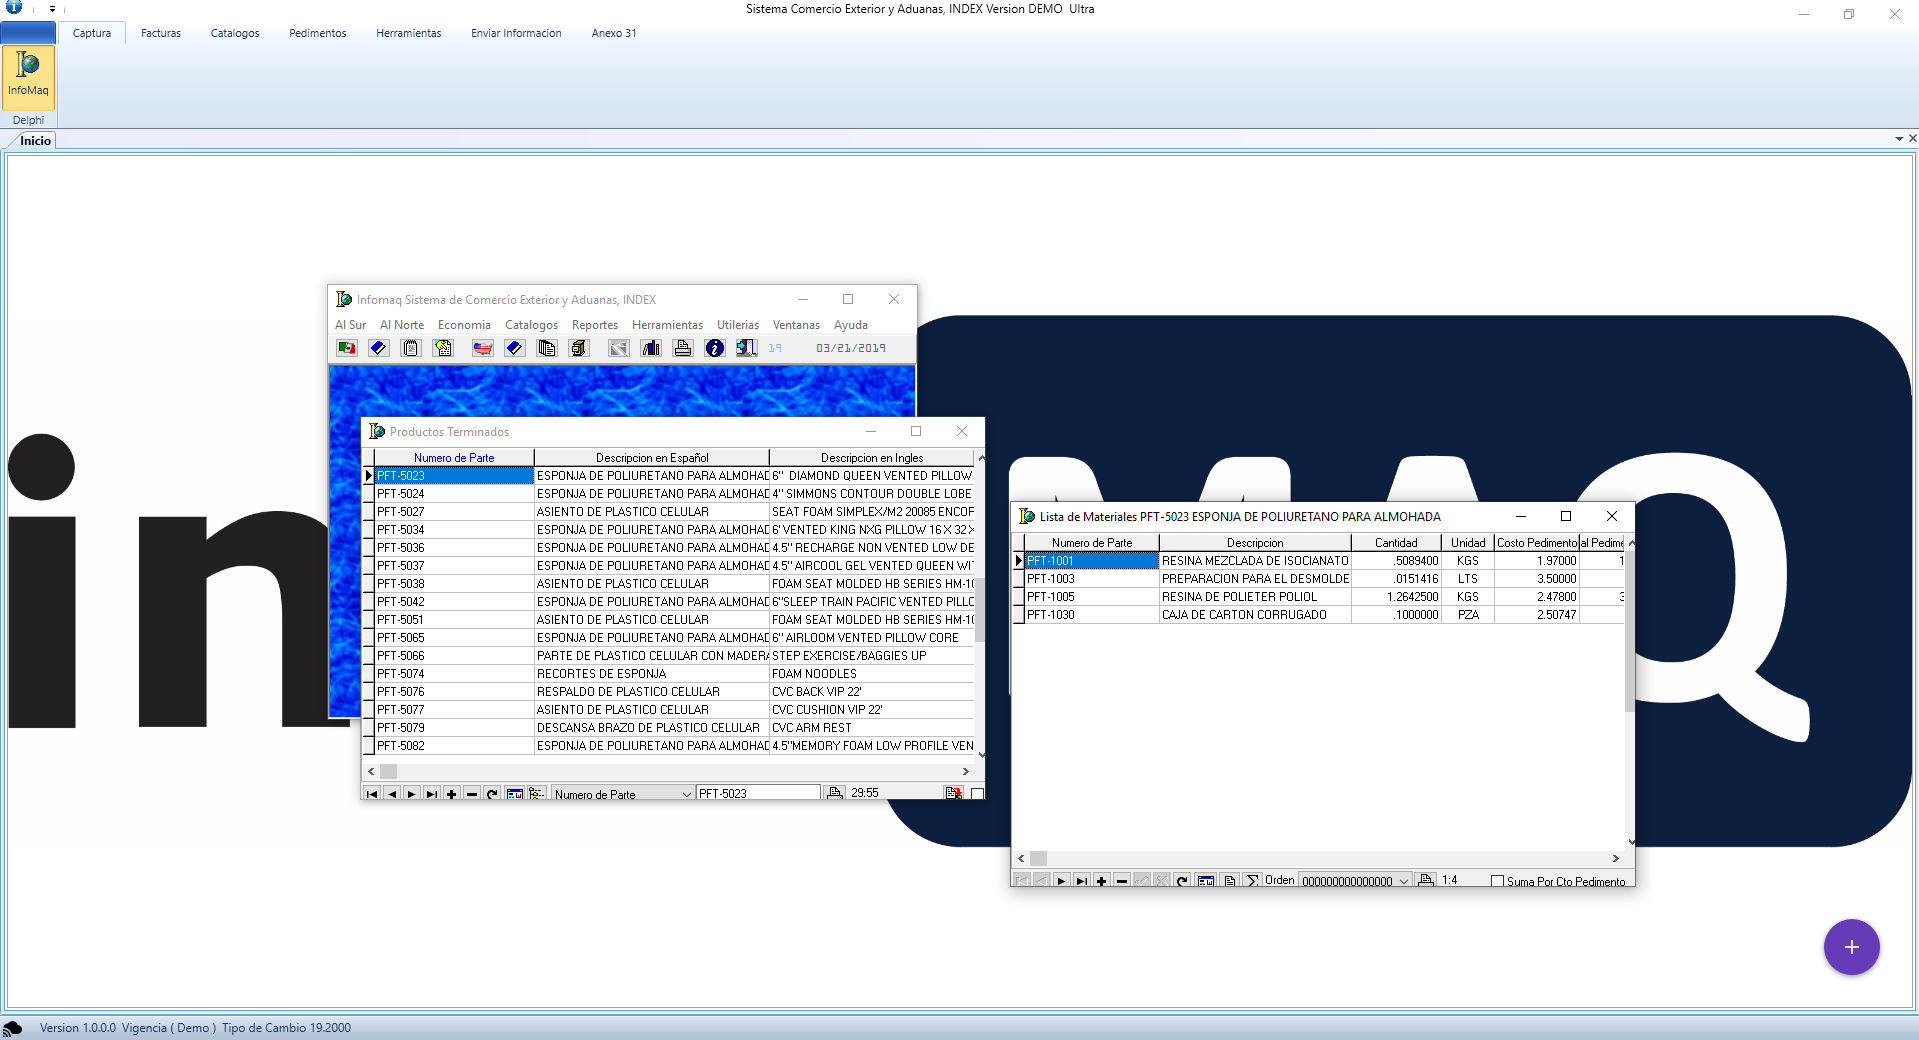 Sistema Comercio Exterior y Aduanas, INDEX Version DEMO  Ultra
Captura Facturas Catalogos Pedimentos Herramientas Enviar Informacion Anexo 31
InfoMaq
Delphi
Inicio
in
MAQ
Infomaq Sistema de Comercio Exterior y Aduanas, INDEX
Al Sur Al Norte Economia Catalogos Reportes Herramientas Utilerias Ventanas Ayuda
19 03/21/2019
Productos Terminados
Numero de Parte Descripcion en Español Descripcion en Ingles
PFT-5023 ESPONJA DE POLIURETANO PARA ALMOHAD 6" DIAMOND QUEEN VENTED PILLOW
PFT-5024 ESPONJA DE POLIURETANO PARA ALMOHAD 4" SIMMONS CONTOUR DOUBLE LOBE
PFT-5027 ASIENTO DE PLASTICO CELULAR SEAT FOAM SIMPLEX/M2 20085 ENCOF
PFT-5034 ESPONJA DE POLIURETANO PARA ALMOHAD 6'VENTED KING NXG PILLOW 16 X 32 X
PFT-5036 ESPONJA DE POLIURETANO PARA ALMOHAD 4.5" RECHARGE NON VENTED LOW DE
PFT-5037 ESPONJA DE POLIURETANO PARA ALMOHAD 4.5" AIRCOOL GEL VENTED QUEEN WIT
PFT-5038 ASIENTO DE PLASTICO CELULAR FOAM SEAT MOLDED HB SERIES HM-10
PFT-5042 ESPONJA DE POLIURETANO PARA ALMOHAD 6"SLEEP TRAIN PACIFIC VENTED PILLO
PFT-5051 ASIENTO DE PLASTICO CELULAR FOAM SEAT MOLDED HB SERIES HM-10
PFT-5065 ESPONJA DE POLIURETANO PARA ALMOHAD 6" AIRLOOM VENTED PILLOW CORE
PFT-5066 PARTE DE PLASTICO CELULAR CON MADERA STEP EXERCISE/BAGGIES UP
PFT-5074 RECORTES DE ESPONJA FOAM NOODLES
PFT-5076 RESPALDO DE PLASTICO CELULAR CVC BACK VIP 22'
PFT-5077 ASIENTO DE PLASTICO CELULAR CVC CUSHION VIP 22'
PFT-5079 DESCANSA BRAZO DE PLASTICO CELULAR CVC ARM REST
PFT-5082 ESPONJA DE POLIURETANO PARA ALMOHAD 4.5"MEMORY FOAM LOW PROFILE VEN
Numero de Parte PFT-5023 29:55
Lista de Materiales PFT-5023 ESPONJA DE POLIURETANO PARA ALMOHADA
Numero de Parte Descripcion Cantidad Unidad Costo Pedimento al Pedime
PFT-1001 RESINA MEZCLADA DE ISOCIANATO .5089400 KGS 1.97000 1
PFT-1003 PREPARACION PARA EL DESMOLDE .0151416 LTS 3.50000
PFT-1005 RESINA DE POLIETER POLIOL 1.2642500 KGS 2.47800 3
PFT-1030 CAJA DE CARTON CORRUGADO .1000000 PZA 2.50747
Orden 000000000000000 1:4 Suma Por Cto Pedimento
Version 1.0.0.0  Vigencia ( Demo )  Tipo de Cambio 19.2000